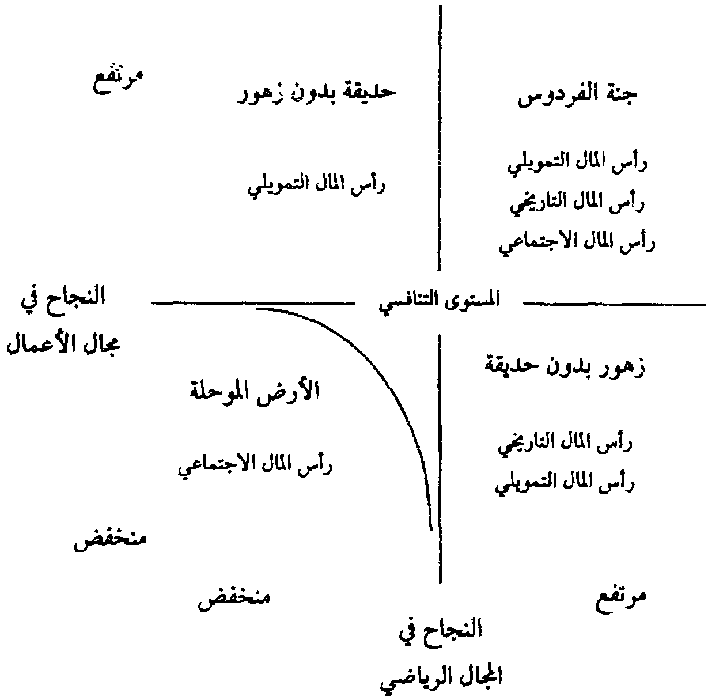 مرتفع
جنة الفردوس
حديقة بدون زهور
رأس المال التمويلي
رأس المال التاريخي
رأس المال الاجتماعي
رأس المال التمويلي
المستوى التنافسي
النجاح في
مجال الأعمال
زهور بدون حديقة
رأس المال التاريخي
رأس المال التمويلي
الأرض الموحلة
رأس المال الاجتماعي
منخفض
منخفض
مرتفع
النجاح في
المجال الرياضي